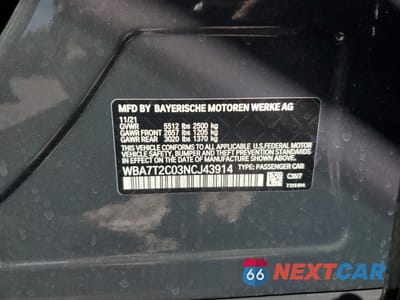 MFD BY BAYERISCHE MOTOREN WERKE AG
11/21
GVWR 5512 lbs 2500 kg
GAWR FRONT 2657 lbs 1205 kg
GAWR REAR 3020 lbs 1370 kg
THIS VEHICLE CONFORMS TO ALL APPLICABLE U.S. FEDERAL MOTOR
VEHICLE SAFETY, BUMPER, AND THEFT PREVENTION STANDARDS IN
EFFECT ON THE DATE OF MANUFACTURE SHOWN ABOVE.
WBA7T2C03NCJ43914 TYPE: PASSENGER CAR
66 NEXTCAR